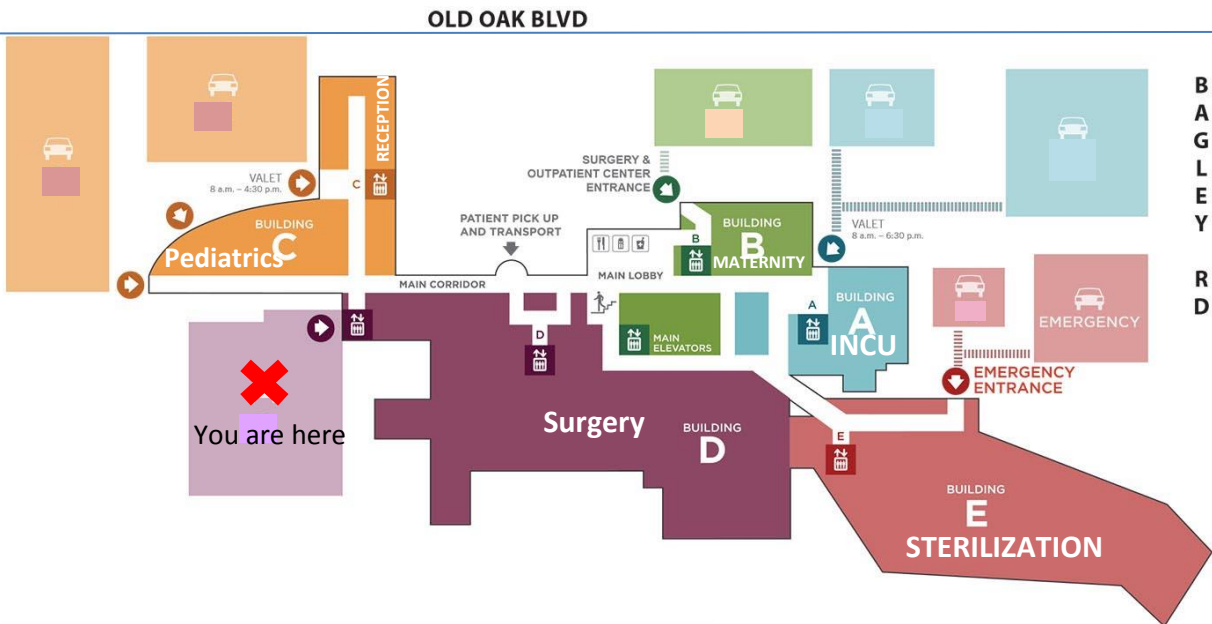 OLD OAK BLVD
BAGLEY RD
RECEPTION
C
VALET
8 a.m. – 4:30 p.m.
BUILDING
C
Pediatrics
SURGERY &
OUTPATIENT CENTER
ENTRANCE
PATIENT PICK UP
AND TRANSPORT
BUILDING
B
MATERNITY
B
VALET
8 a.m. – 6:30 p.m.
MAIN CORRIDOR
MAIN LOBBY
A
BUILDING
A
INCU
EMERGENCY
D
MAIN
ELEVATORS
EMERGENCY
ENTRANCE
You are here
Surgery
BUILDING
D
E
BUILDING
E
STERILIZATION